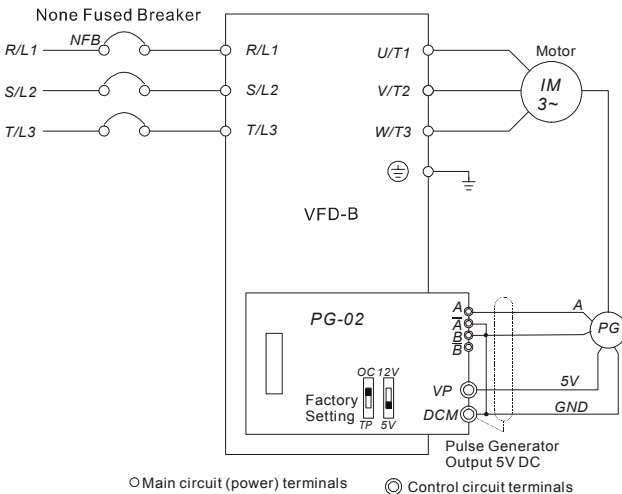 None Fused Breaker
R/L1
NFB
R/L1
U/T1
Motor
S/L2
S/L2
V/T2
IM
3~
T/L3
T/L3
W/T3
VFD-B
PG-02
A
A
PG
A̅
B
B̅
OC 12V
VP
5V
Factory
Setting
TP 5V
DCM
GND
Pulse Generator
Output 5V DC
Main circuit (power) terminals
Control circuit terminals